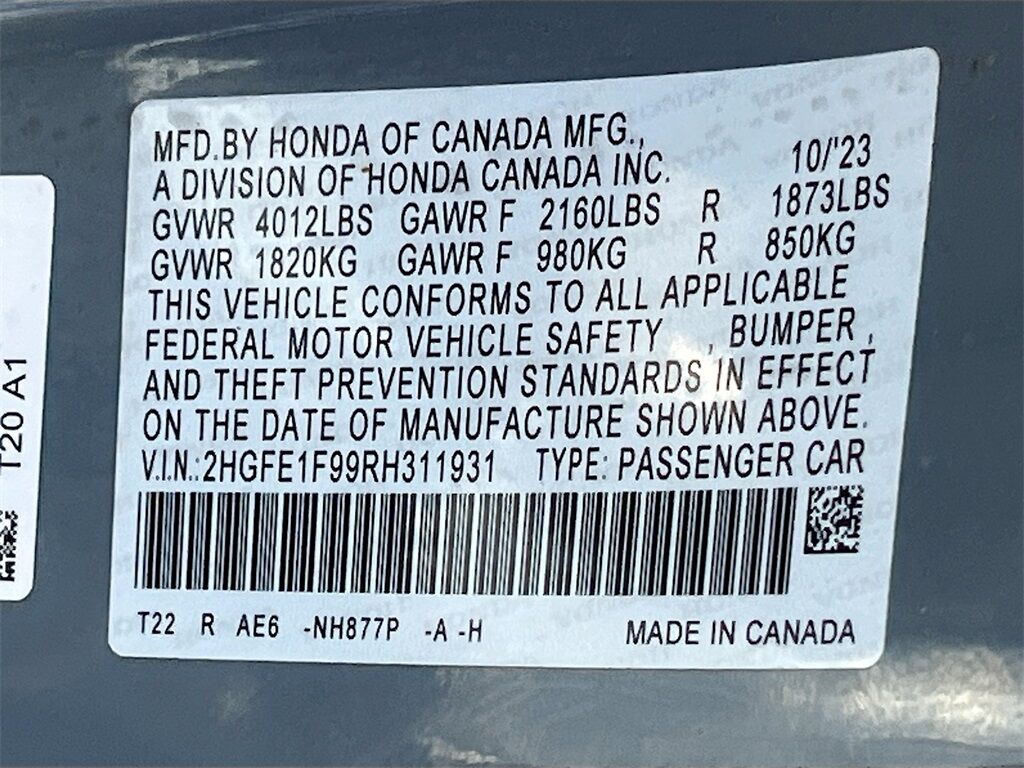 MFD.BY HONDA OF CANADA MFG.,
A DIVISION OF HONDA CANADA INC. 10/'23
GVWR 4012LBS GAWR F 2160LBS R 1873LBS
GVWR 1820KG GAWR F 980KG R 850KG
THIS VEHICLE CONFORMS TO ALL APPLICABLE
FEDERAL MOTOR VEHICLE SAFETY , BUMPER ,
AND THEFT PREVENTION STANDARDS IN EFFECT
ON THE DATE OF MANUFACTURE SHOWN ABOVE.
V.I.N.:2HGFE1F99RH311931 TYPE: PASSENGER CAR
T22 R AE6 -NH877P -A -H MADE IN CANADA
T20 A1